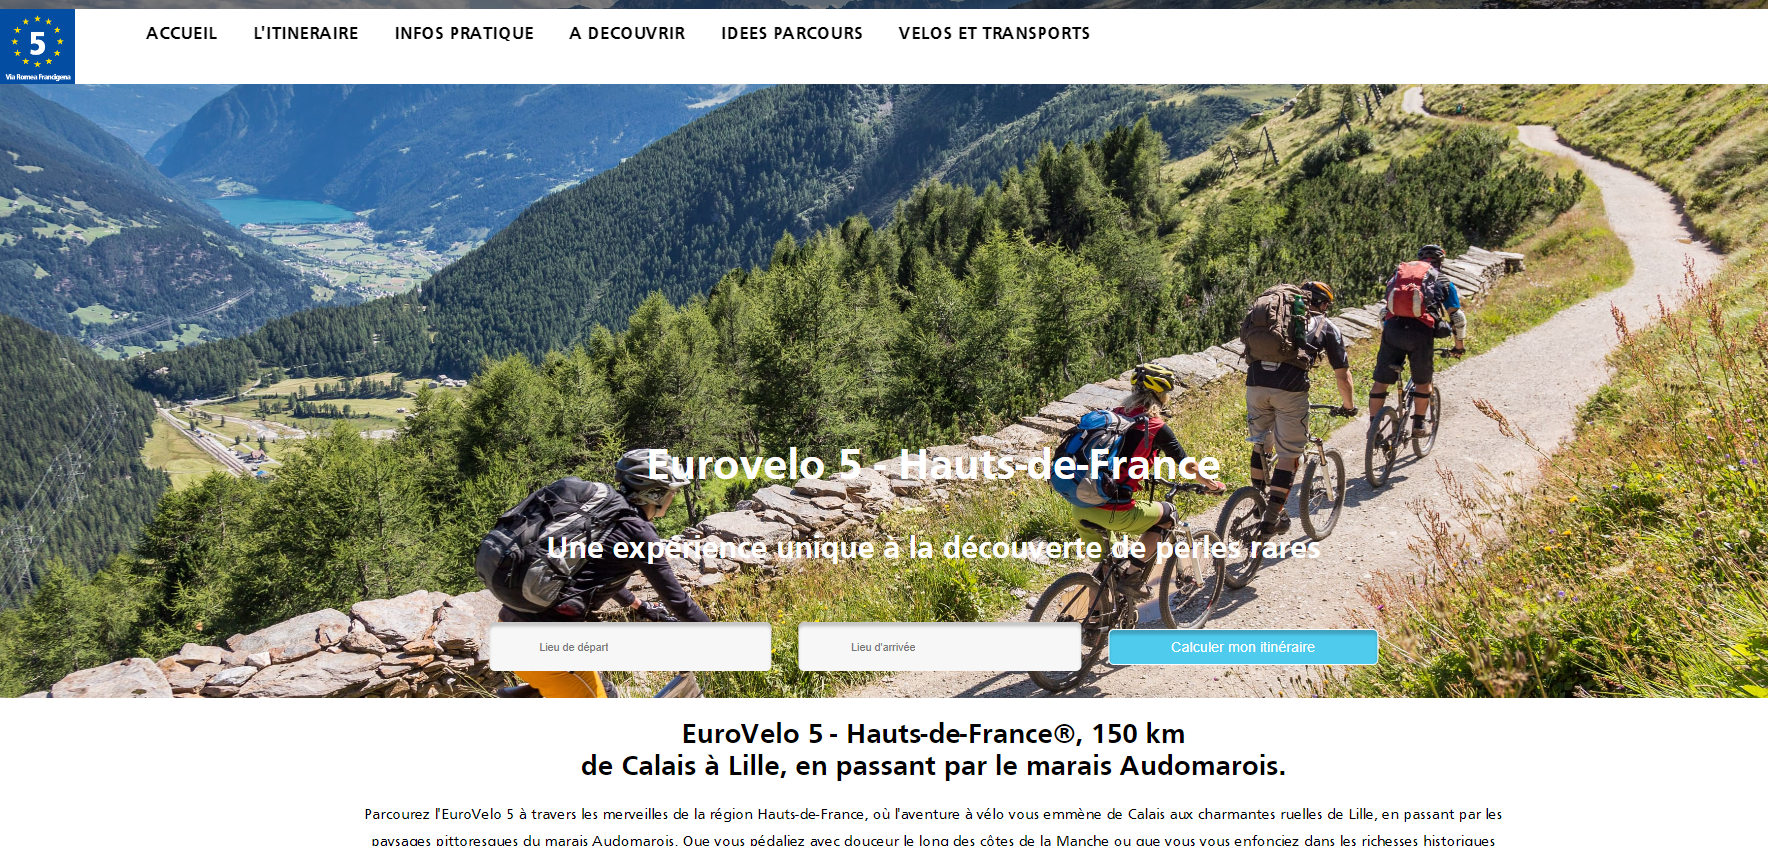 5
Via Romea Francigena
ACCUEIL L'ITINERAIRE INFOS PRATIQUE A DECOUVRIR IDEES PARCOURS VELOS ET TRANSPORTS
Eurovelo 5 - Hauts-de-France
Une expérience unique à la découverte de perles rares
Lieu de départ Lieu d'arrivée Calculer mon itinéraire
EuroVelo 5 - Hauts-de-France®, 150 km
de Calais à Lille, en passant par le marais Audomarois.
Parcourez l'EuroVelo 5 à travers les merveilles de la région Hauts-de-France, où l'aventure à vélo vous emmène de Calais aux charmantes ruelles de Lille, en passant par les
paysages pittoresques du marais Audomarois. Que vous pédaliez avec douceur le long des côtes de la Manche ou que vous vous enfonciez dans les richesses historiques